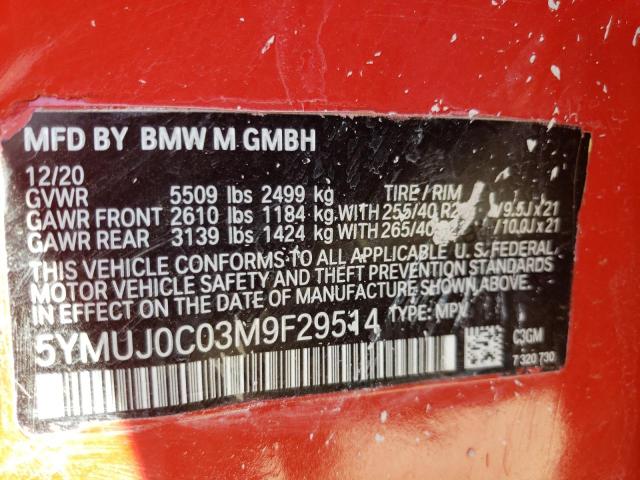 MFD BY BMW M GMBH
12/20
GVWR 5509 lbs 2499 kg TIRE / RIM
GAWR FRONT 2610 lbs 1184 kg WITH 255/40 /9.5J x 21
GAWR REAR 3139 lbs 1424 kg WITH 265/40 /10.0J x 21
THIS VEHICLE CONFORMS TO ALL APPLICABLE U.S. FEDERAL
MOTOR VEHICLE SAFETY AND THEFT PREVENTION STANDARDS
IN EFFECT ON THE DATE OF MANUFACTURE SHOWN ABOVE.
5YMUJ0C03M9F29514 TYPE: MPV
C3GM
7 320 730